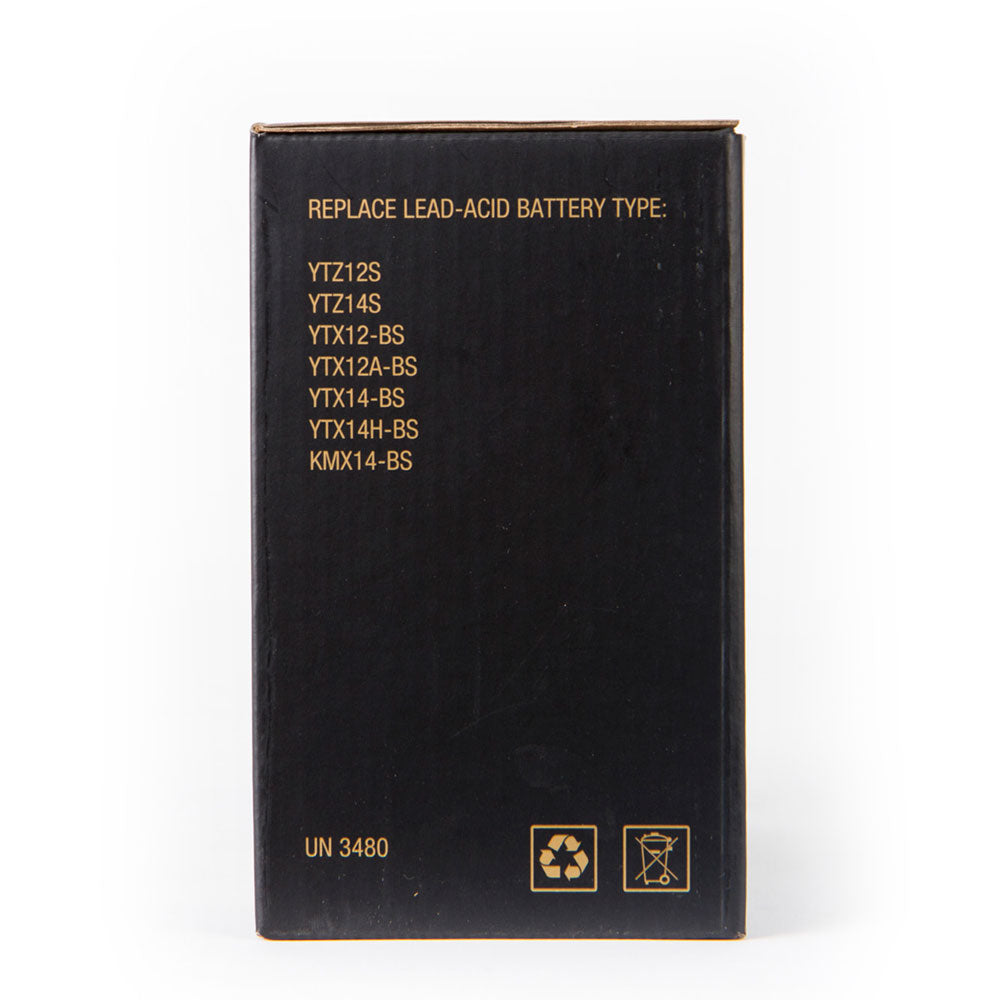 REPLACE LEAD-ACID BATTERY TYPE:
YTZ12S
YTZ14S
YTX12-BS
YTX12A-BS
YTX14-BS
YTX14H-BS
KMX14-BS
UN 3480